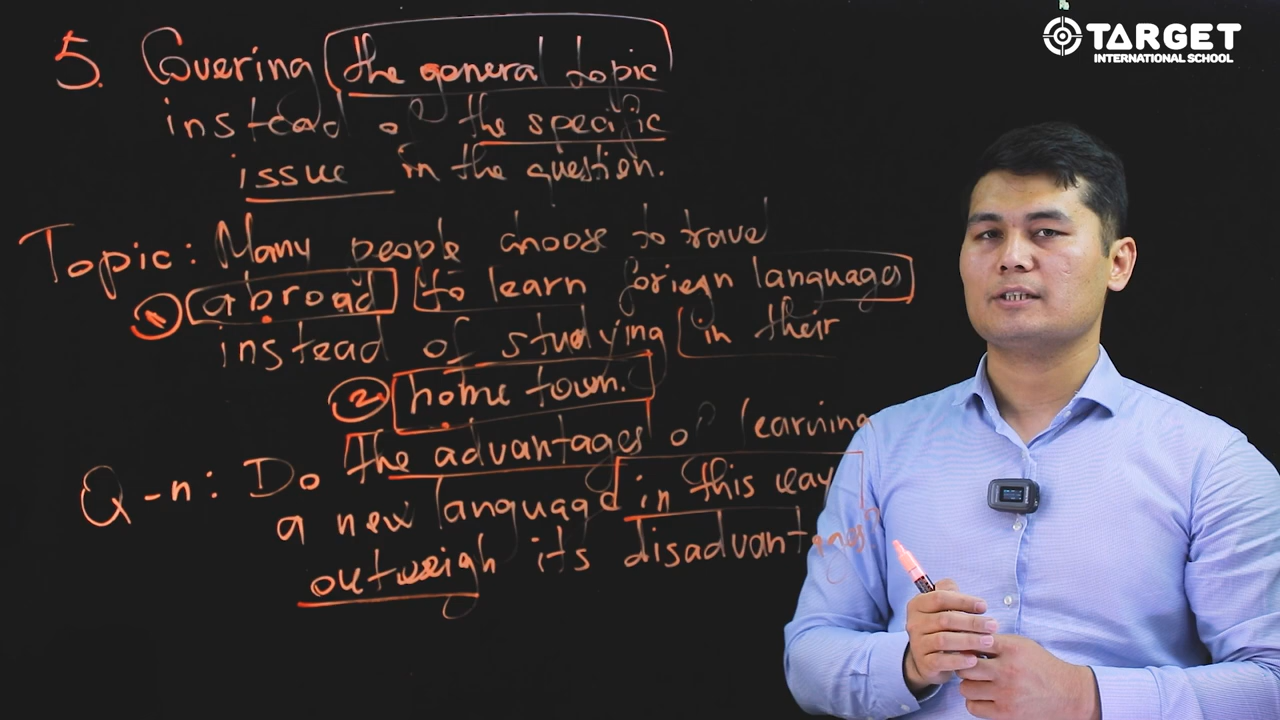 TARGET
INTERNATIONAL SCHOOL
5. Covering the general topic
instead of the specific
issue in the question.
Topic: Many people choose to travel
1 abroad to learn foriegn languages
instead of studying in their
2 home town.
Q-n: Do the advantages of learning
a new language in this way
outweigh its disadvantages?